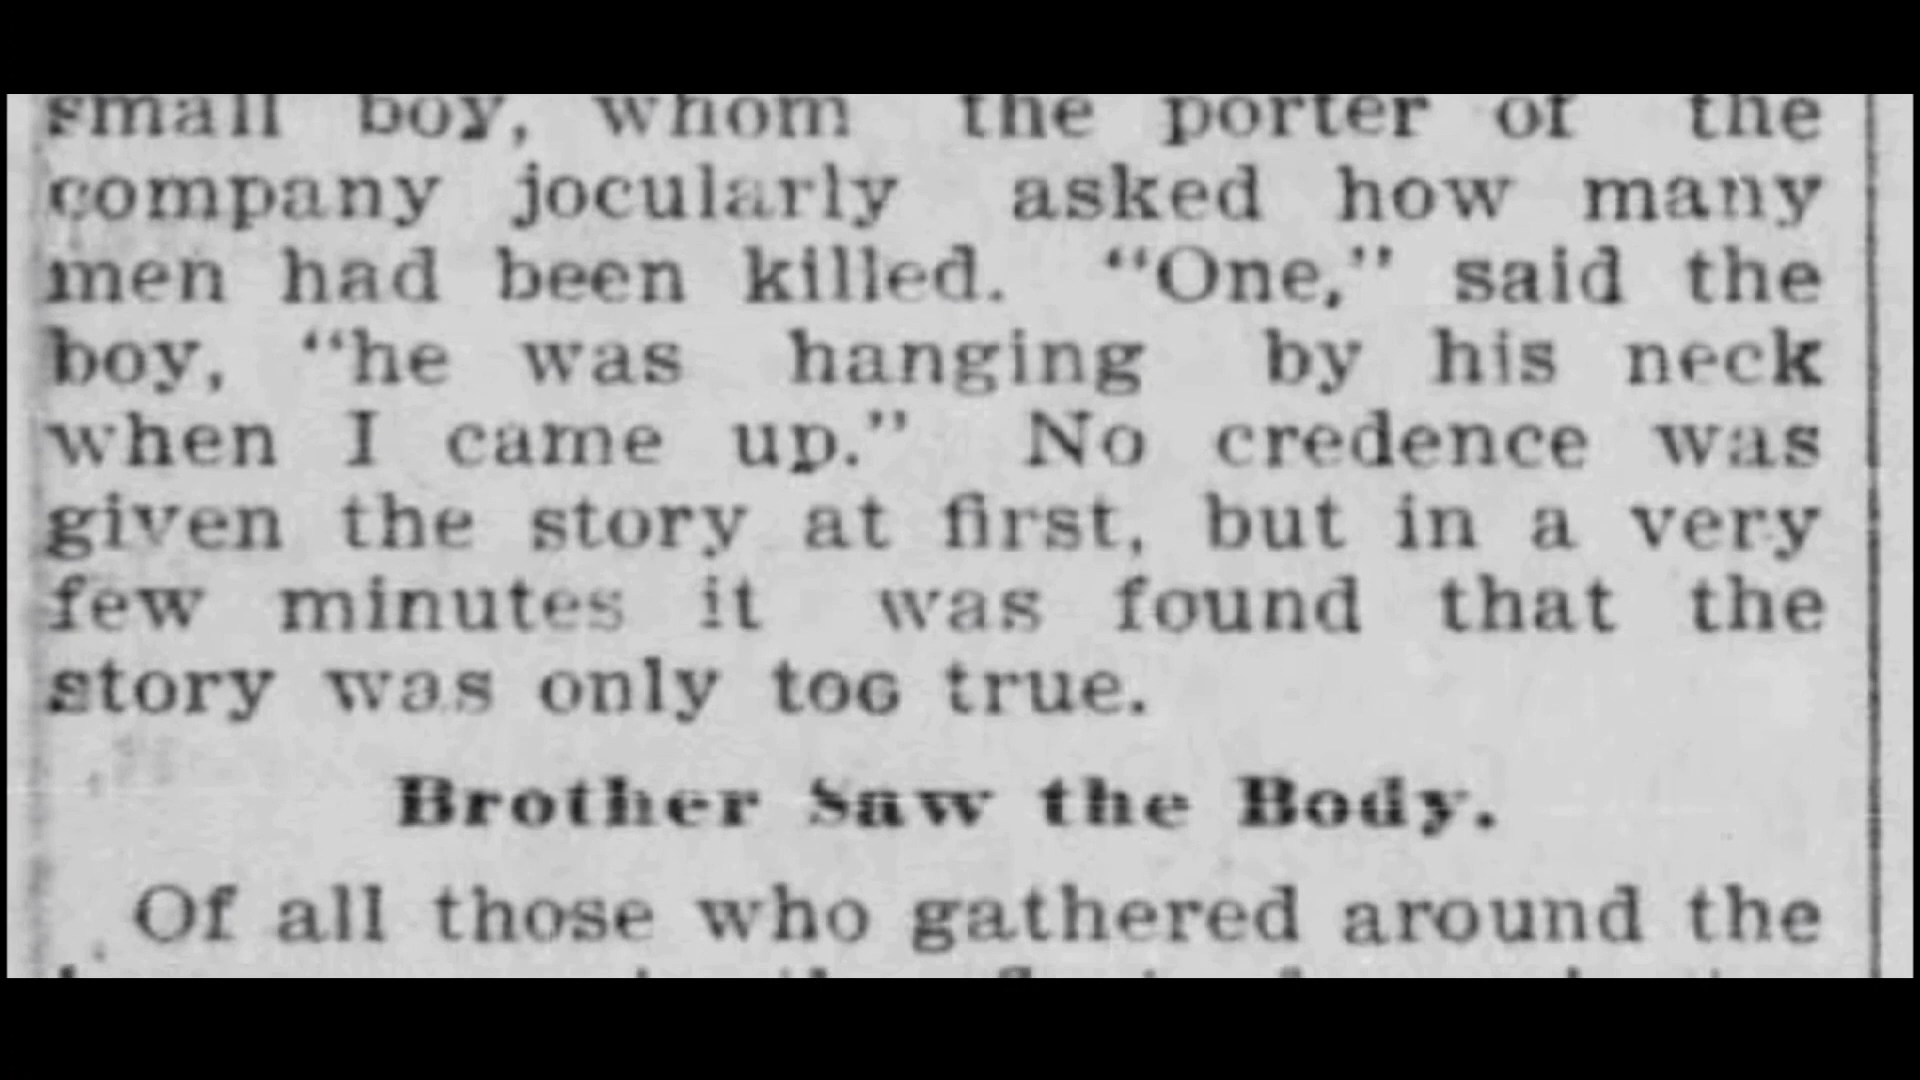 small boy, whom the porter of the
company jocularly asked how many
men had been killed. "One," said the
boy, "he was hanging by his neck
when I came up." No credence was
given the story at first, but in a very
few minutes it was found that the
story was only too true.
Brother Saw the Body.
Of all those who gathered around the